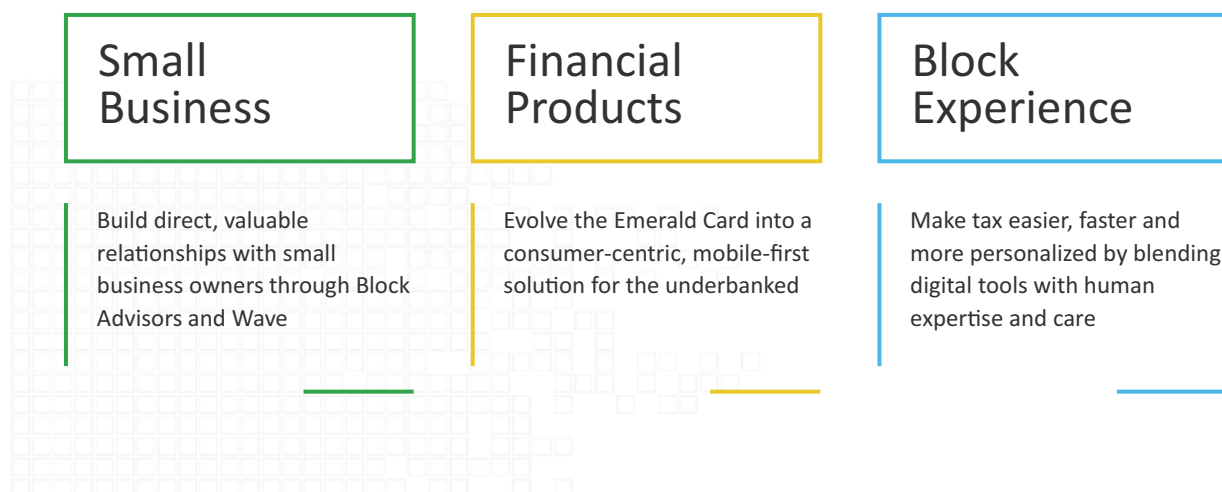 Small
Business
Build direct, valuable
relationships with small
business owners through Block
Advisors and Wave
Financial
Products
Evolve the Emerald Card into a
consumer-centric, mobile-first
solution for the underbanked
Block
Experience
Make tax easier, faster and
more personalized by blending
digital tools with human
expertise and care